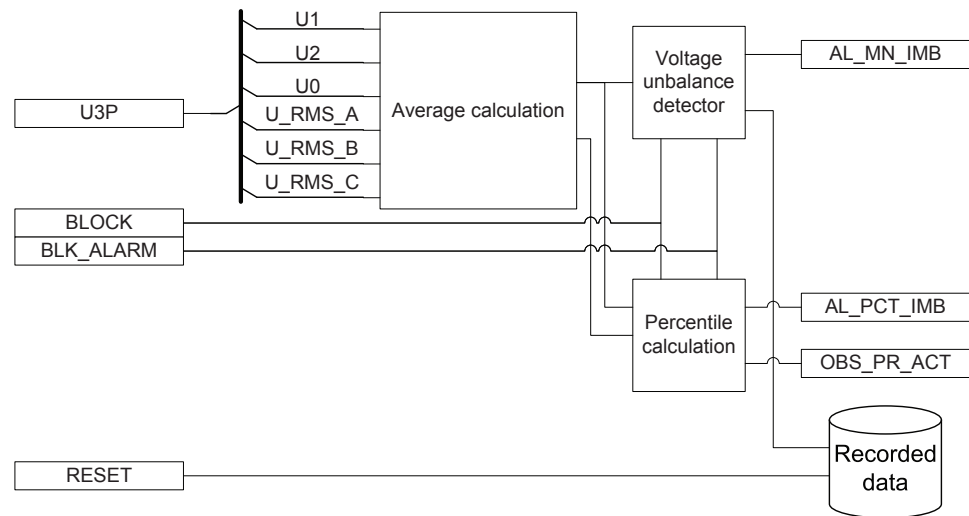 U3P
BLOCK
BLK_ALARM
RESET
U1
U2
U0
U_RMS_A
U_RMS_B
U_RMS_C
Average calculation
Voltage
unbalance
detector
Percentile
calculation
AL_MN_IMB
AL_PCT_IMB
OBS_PR_ACT
Recorded
data